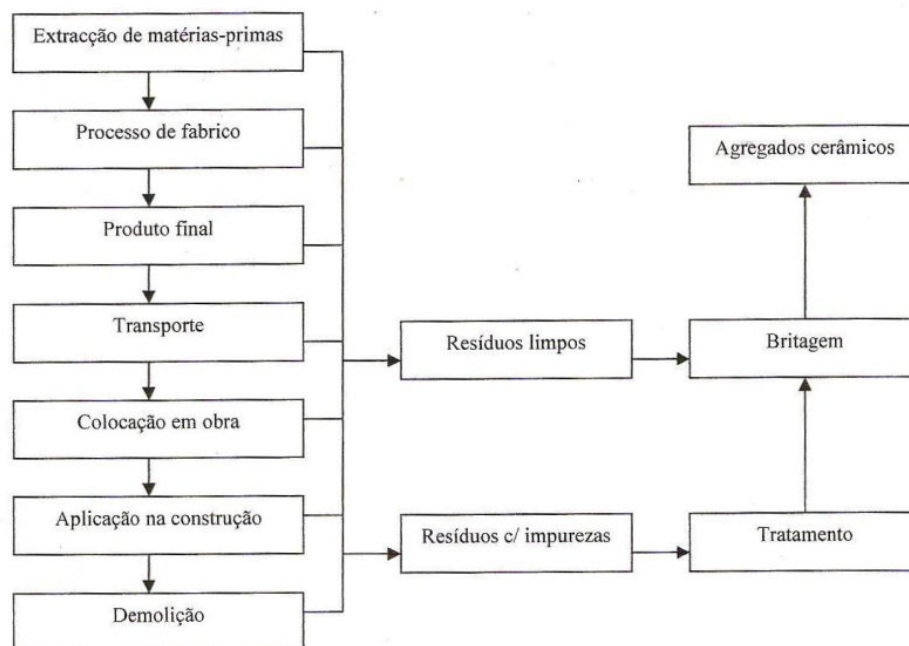 Extracção de matérias-primas
Processo de fabrico
Produto final
Transporte
Colocação em obra
Aplicação na construção
Demolição
Resíduos limpos
Resíduos c/ impurezas
Agregados cerâmicos
Britagem
Tratamento